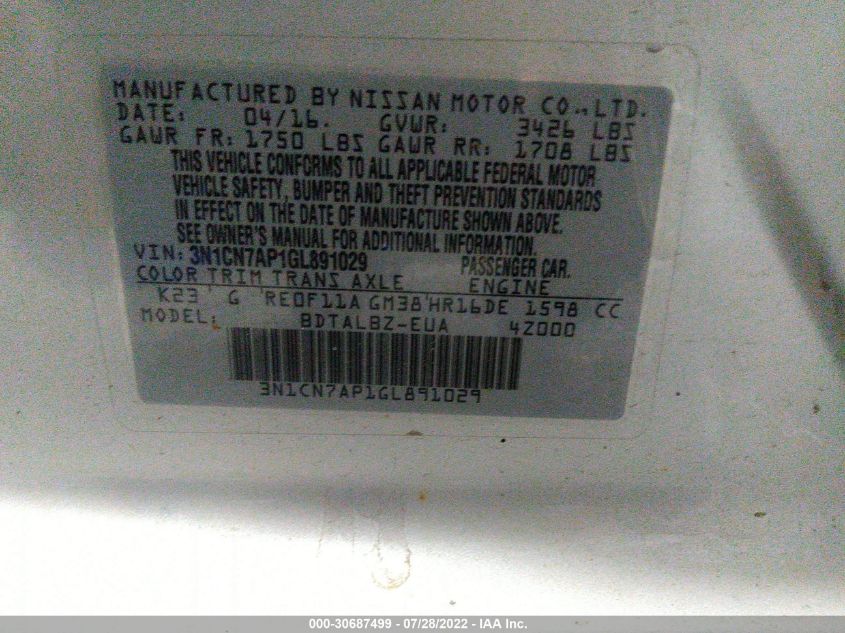 MANUFACTURED BY NISSAN MOTOR CO.,LTD.
DATE: 04/16. GVWR: 3426 LBS
GAWR FR: 1750 LBS GAWR RR: 1708 LBS
THIS VEHICLE CONFORMS TO ALL APPLICABLE FEDERAL MOTOR
VEHICLE SAFETY, BUMPER AND THEFT PREVENTION STANDARDS
IN EFFECT ON THE DATE OF MANUFACTURE SHOWN ABOVE.
SEE OWNER'S MANUAL FOR ADDITIONAL INFORMATION.
VIN: 3N1CN7AP1GL891029 PASSENGER CAR.
COLOR TRIM TRANS AXLE ENGINE
K23 G RE0F11A GM38 HR16DE 1598 CC
MODEL: BDTALBZ-EUA 4Z000
3N1CN7AP1GL891029
000-30687499 - 07/28/2022 - IAA Inc.